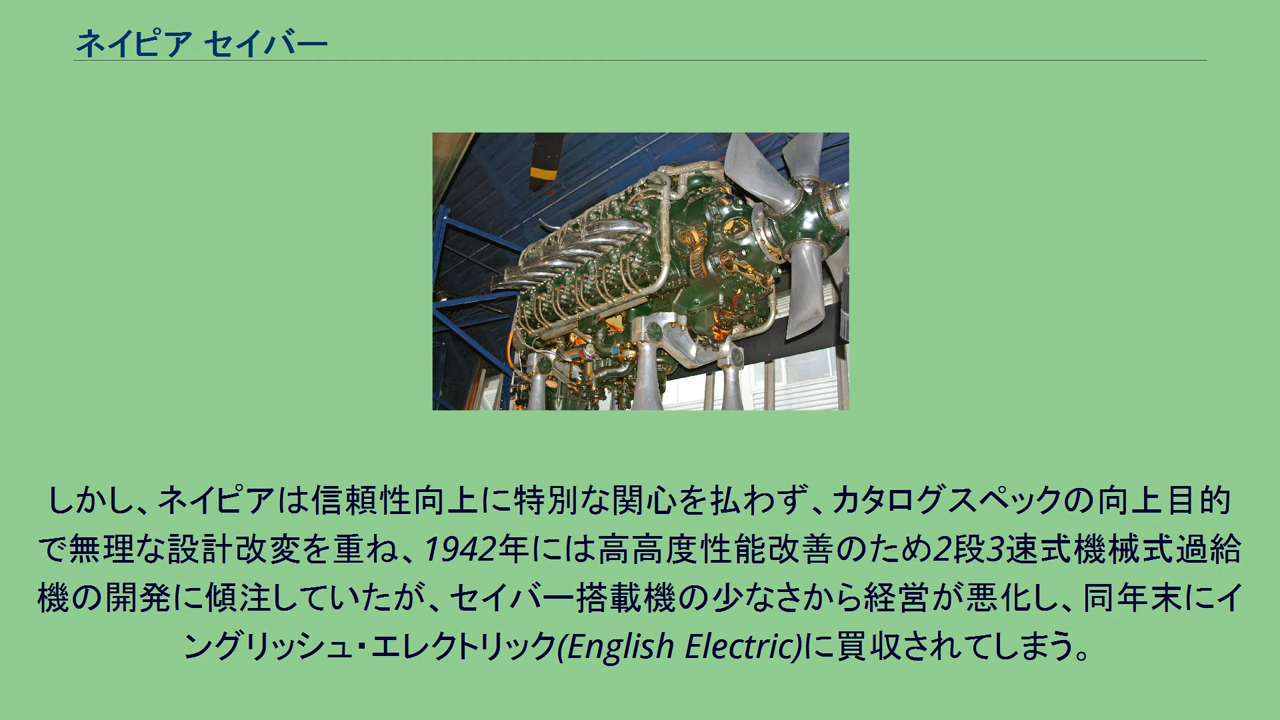 ネイピア セイバー
しかし、ネイピアは信頼性向上に特別な関心を払わず、カタログスペックの向上目的
で無理な設計改変を重ね、1942年には高高度性能改善のため2段3速式機械式過給
機の開発に傾注していたが、セイバー搭載機の少なさから経営が悪化し、同年末にイ
ングリッシュ・エレクトリック(English Electric)に買収されてしまう。